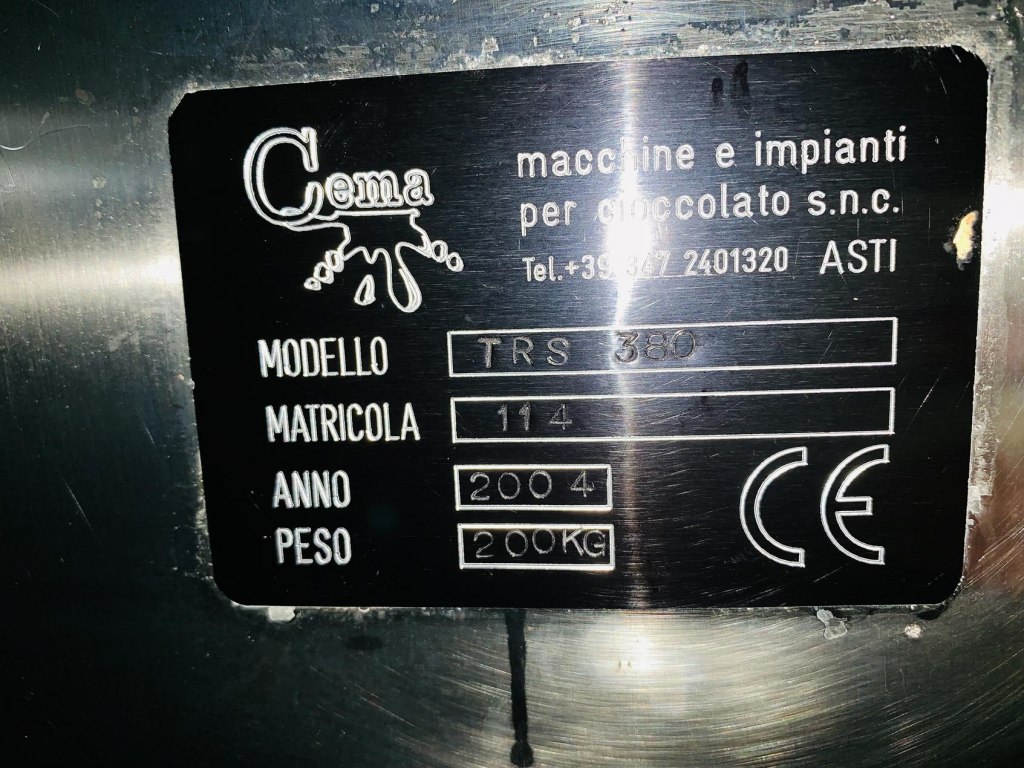 Cema
macchine e impianti
per cioccolato s.n.c.
Tel.+39 347 2401320 ASTI
MODELLO TRS 380
MATRICOLA 114
ANNO 2004
PESO 200KG
CE